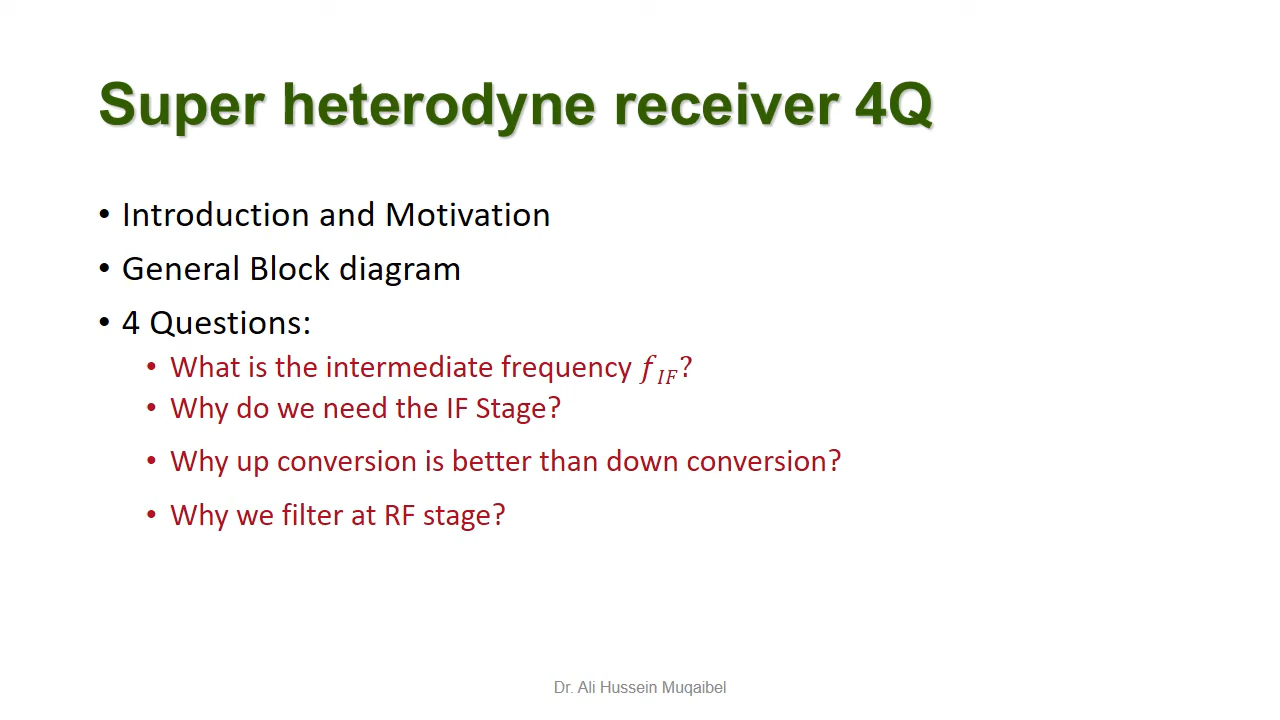 Super heterodyne receiver 4Q
• Introduction and Motivation
• General Block diagram
• 4 Questions:
• What is the intermediate frequency f_IF?
• Why do we need the IF Stage?
• Why up conversion is better than down conversion?
• Why we filter at RF stage?
Dr. Ali Hussein Muqaibel